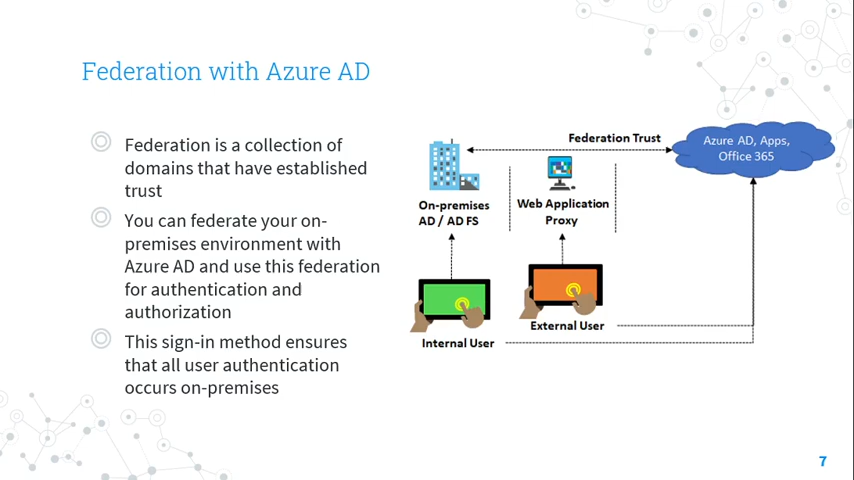 Federation with Azure AD
Federation is a collection of
domains that have established
trust
You can federate your on-
premises environment with
Azure AD and use this federation
for authentication and
authorization
This sign-in method ensures
that all user authentication
occurs on-premises
Federation Trust
Azure AD, Apps,
Office 365
On-premises
AD / AD FS
Web Application
Proxy
External User
Internal User
7